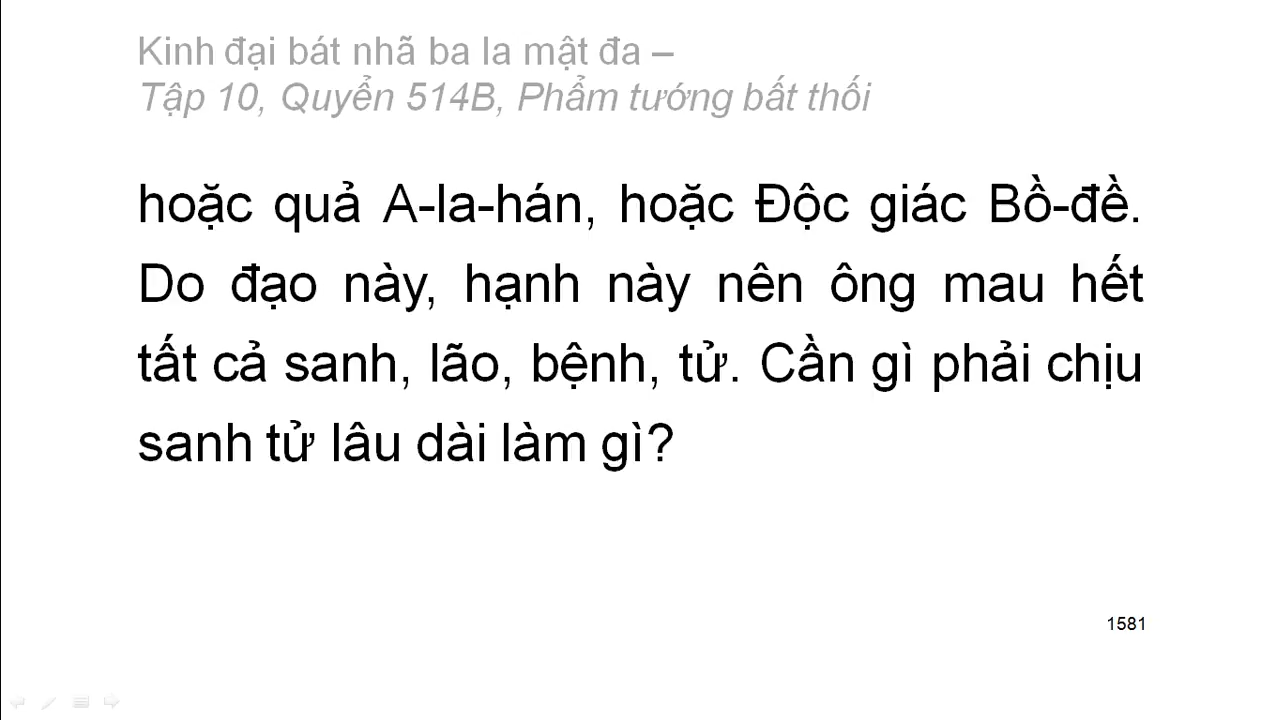 Kinh đại bát nhã ba la mật đa –
Tập 10, Quyển 514B, Phẩm tướng bất thối
hoặc quả A-la-hán, hoặc Độc giác Bồ-đề.
Do đạo này, hạnh này nên ông mau hết
tất cả sanh, lão, bệnh, tử. Cần gì phải chịu
sanh tử lâu dài làm gì?
1581